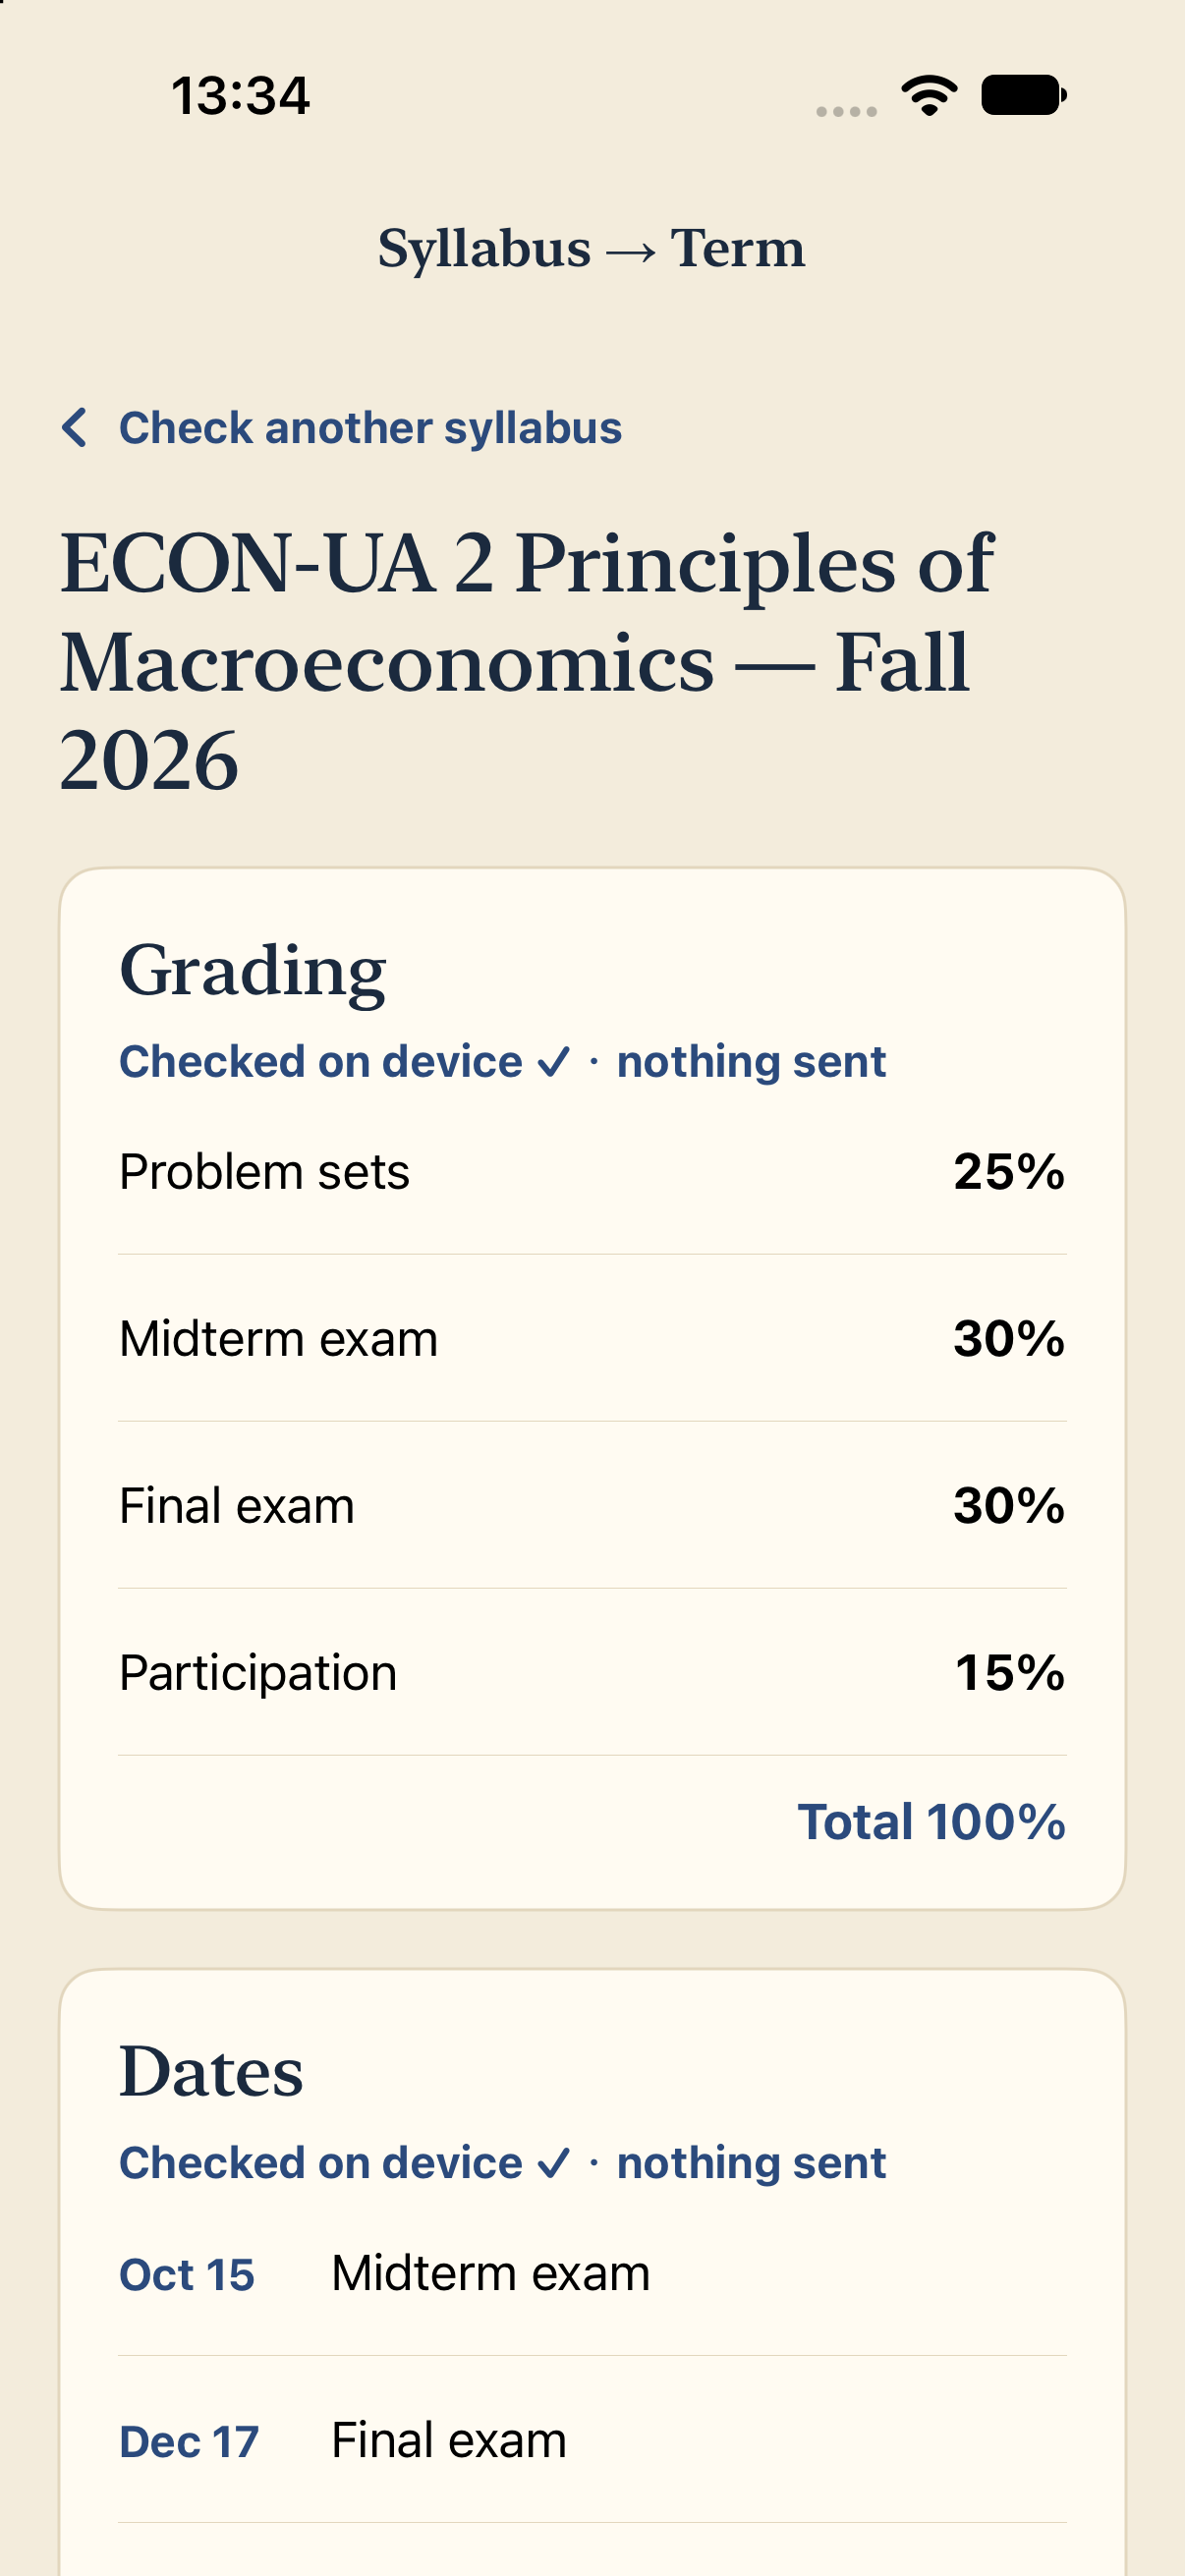 13:34
Syllabus → Term
Check another syllabus
ECON-UA 2 Principles of
Macroeconomics — Fall
2026
Grading
Checked on device ✓ · nothing sent
Problem sets 25%
Midterm exam 30%
Final exam 30%
Participation 15%
Total 100%
Dates
Checked on device ✓ · nothing sent
Oct 15 Midterm exam
Dec 17 Final exam